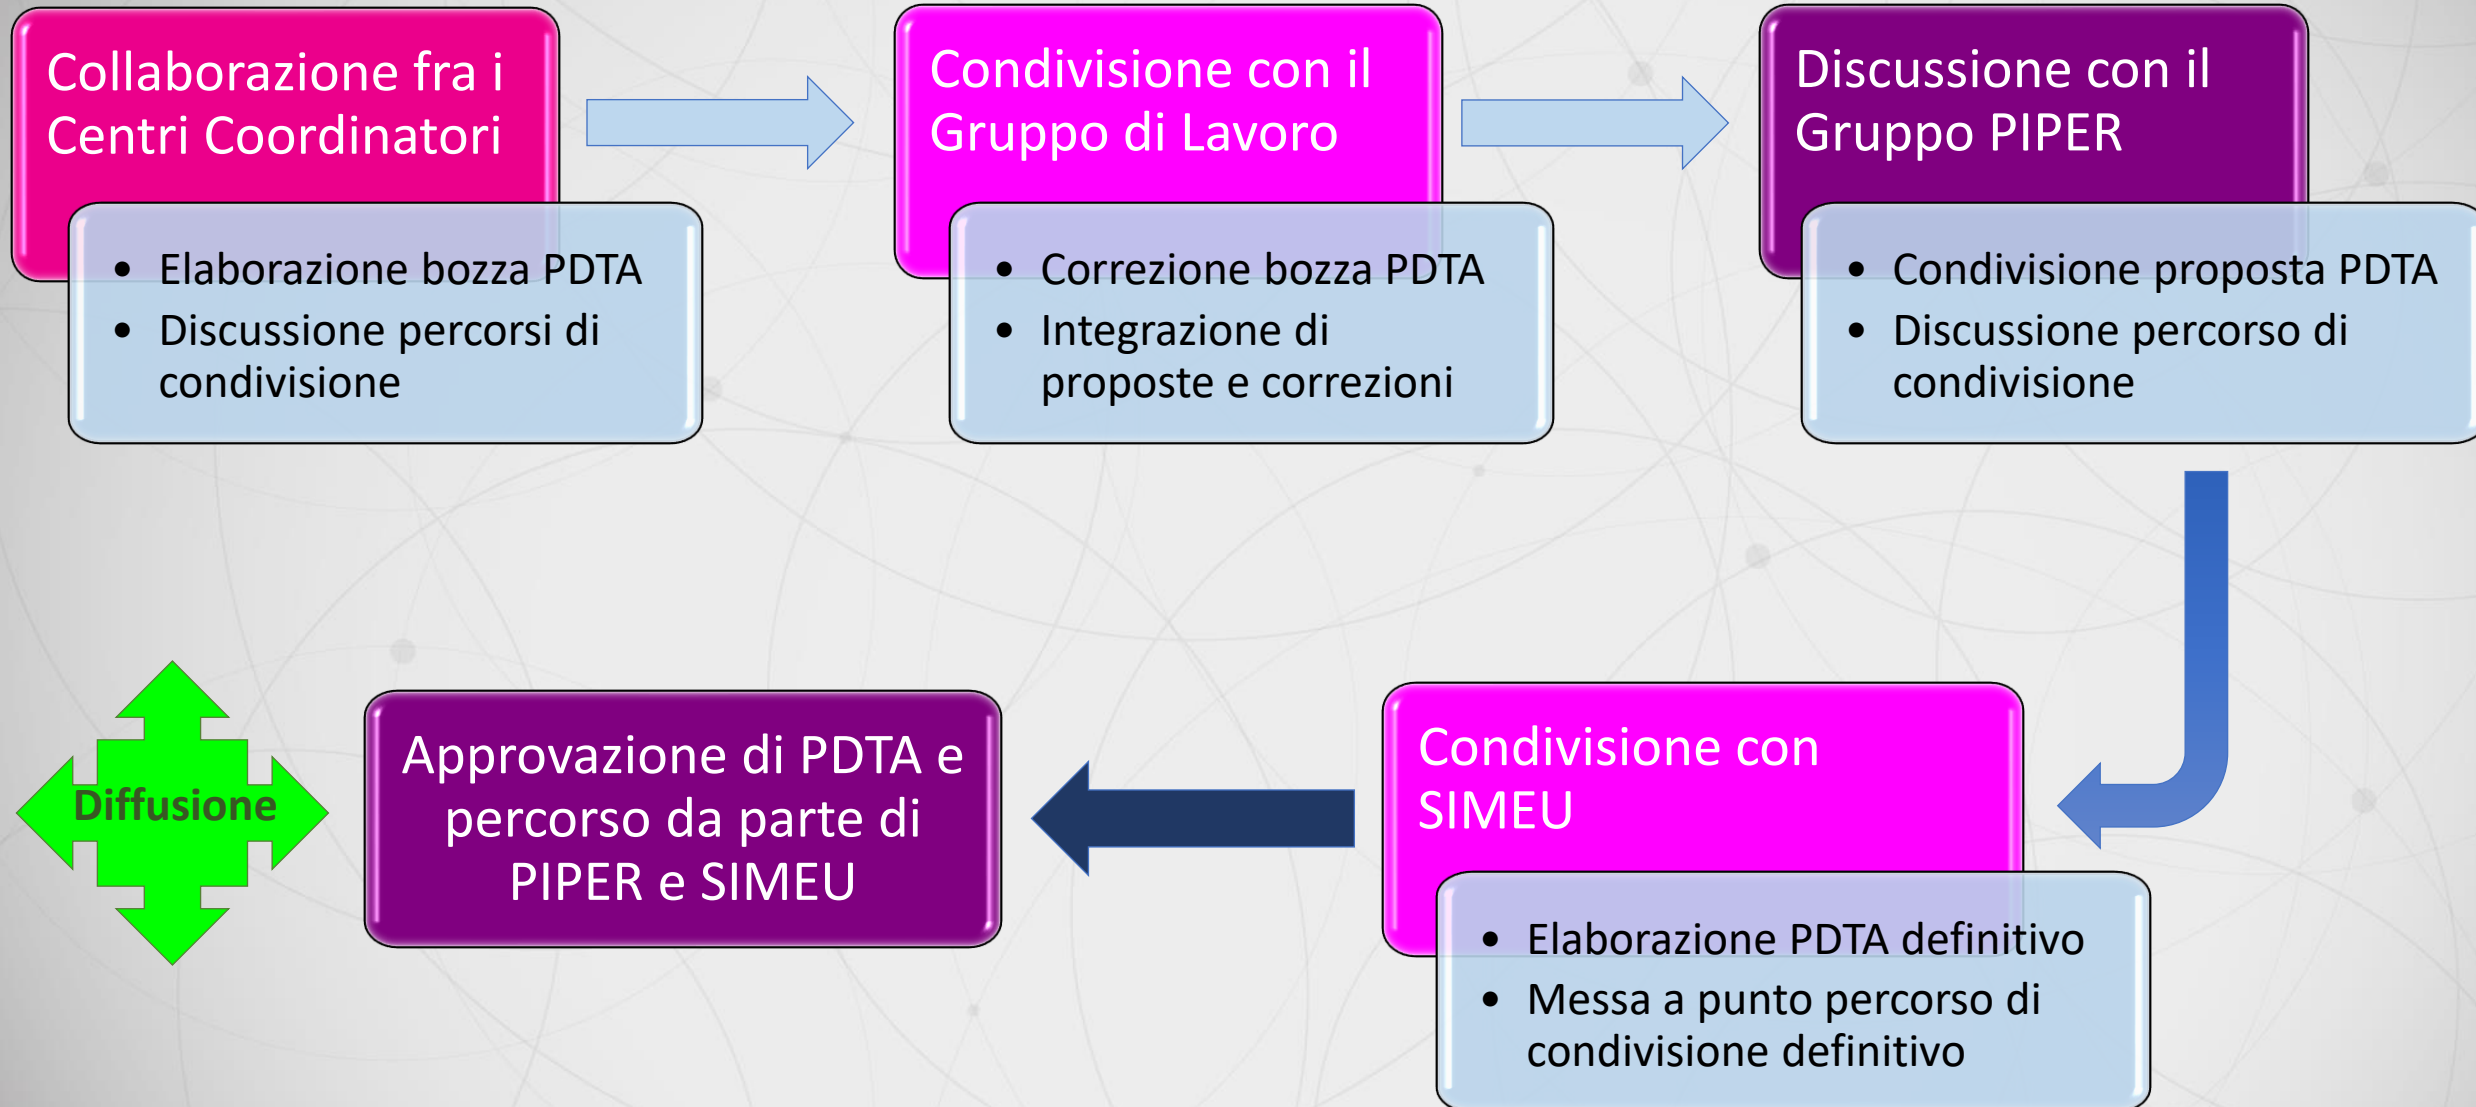 Collaborazione fra i
Centri Coordinatori
• Elaborazione bozza PDTA
• Discussione percorsi di
condivisione
Condivisione con il
Gruppo di Lavoro
• Correzione bozza PDTA
• Integrazione di
proposte e correzioni
Discussione con il
Gruppo PIPER
• Condivisione proposta PDTA
• Discussione percorso di
condivisione
Condivisione con
SIMEU
• Elaborazione PDTA definitivo
• Messa a punto percorso di
condivisione definitivo
Approvazione di PDTA e
percorso da parte di
PIPER e SIMEU
Diffusione